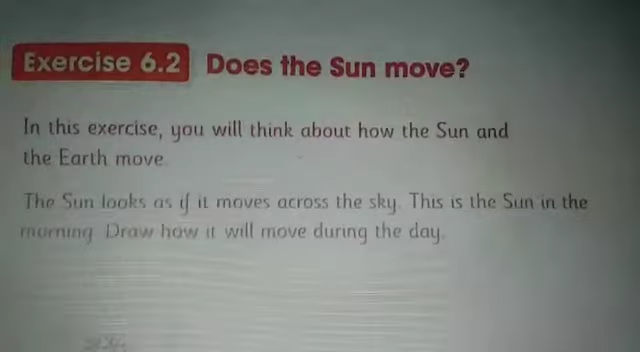 Exercise 6.2 Does the Sun move?
In this exercise, you will think about how the Sun and
the Earth move
The Sun looks as if it moves across the sky. This is the Sun in the
morning. Draw how it will move during the day.